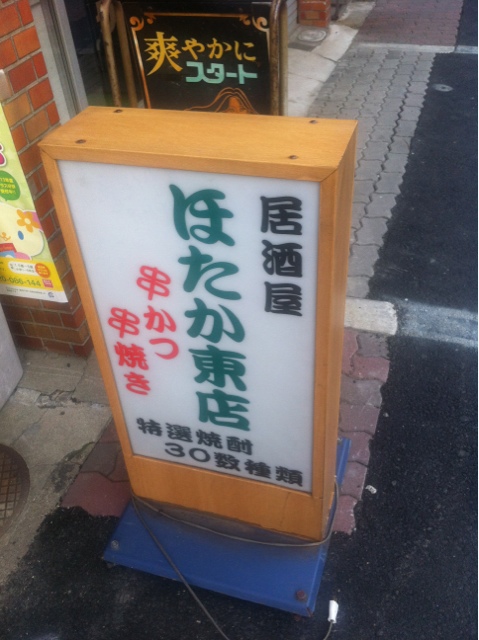 爽やかに
スタート
居酒屋
ほたか東店
串かつ
串焼き
特選焼酎
30数種類